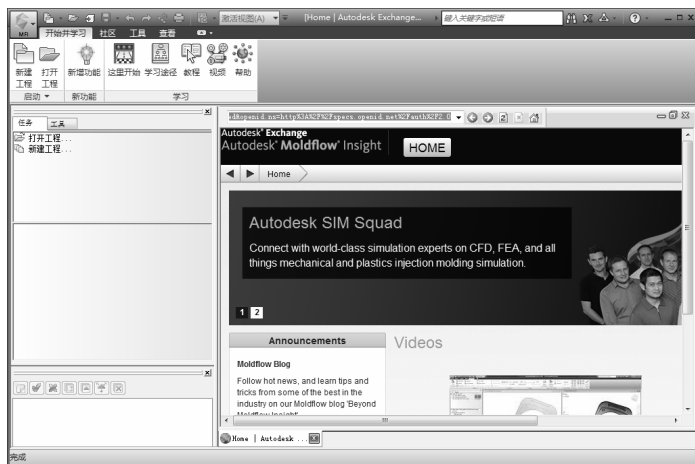 激活视图(A)
[Home | Autodesk Exchange...
键入关键字或短语
MR
开始并学习 社区 工具 查看
新建工程 打开工程 新增功能 这里开始 学习途径 教程 视频 帮助
启动 新功能 学习
任务 工具
打开工程...
新建工程...
Autodesk® Exchange
Autodesk® Moldflow® Insight HOME
Home
Autodesk SIM Squad
Connect with world-class simulation experts on CFD, FEA, and all
things mechanical and plastics injection molding simulation.
1 2
Announcements
Videos
Moldflow Blog
Follow hot news, and learn tips and
tricks from some of the best in the
industry on our Moldflow blog 'Beyond
Moldflow Insight'
Home | Autodesk ...
完成